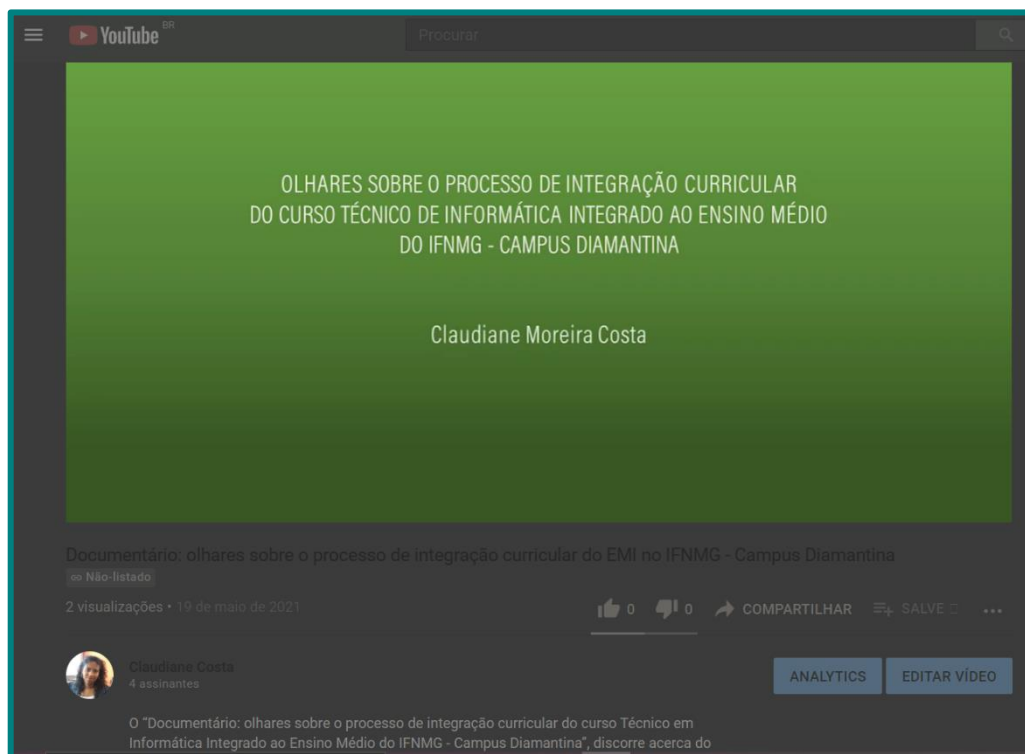 YouTube BR
Procurar
OLHARES SOBRE O PROCESSO DE INTEGRAÇÃO CURRICULAR
DO CURSO TÉCNICO DE INFORMÁTICA INTEGRADO AO ENSINO MÉDIO
DO IFNMG - CAMPUS DIAMANTINA
Claudiane Moreira Costa
Documentário: olhares sobre o processo de integração curricular do EMI no IFNMG - Campus Diamantina
Não-listado
2 visualizações • 19 de maio de 2021
0 0 COMPARTILHAR SALVE ...
Claudiane Costa
4 assinantes
ANALYTICS EDITAR VÍDEO
O “Documentário: olhares sobre o processo de integração curricular do curso Técnico em
Informática Integrado ao Ensino Médio do IFNMG - Campus Diamantina”, discorre acerca do